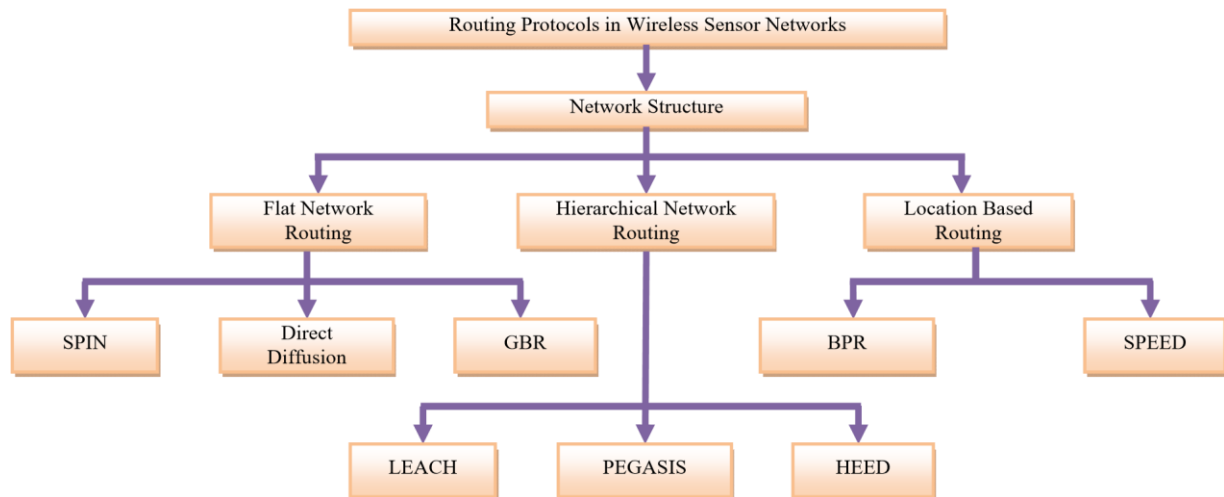 Routing Protocols in Wireless Sensor Networks
Network Structure
Flat Network
Routing
Hierarchical Network
Routing
Location Based
Routing
SPIN
Direct
Diffusion
GBR
BPR
SPEED
LEACH
PEGASIS
HEED